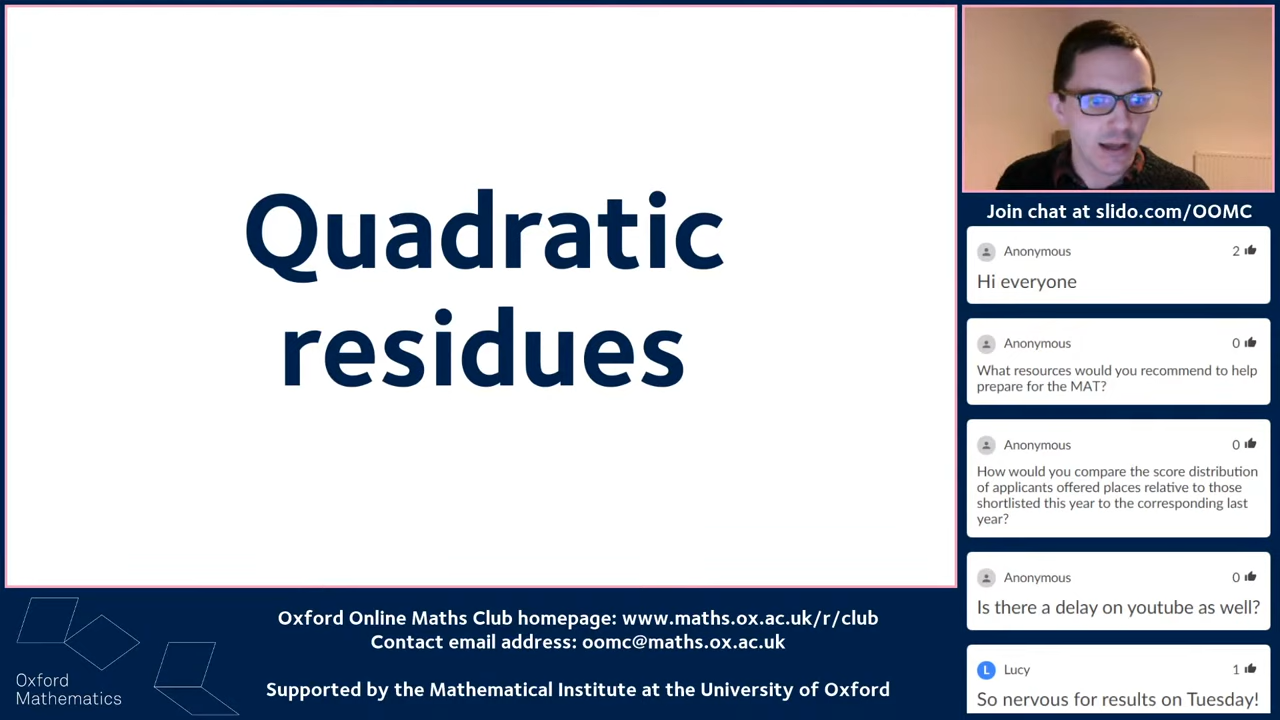 Quadratic
residues
Join chat at slido.com/OOMC
Anonymous
2
Hi everyone
Anonymous
0
What resources would you recommend to help
prepare for the MAT?
Anonymous
0
How would you compare the score distribution
of applicants offered places relative to those
shortlisted this year to the corresponding last
year?
Anonymous
0
Is there a delay on youtube as well?
L
Lucy
1
So nervous for results on Tuesday!
Oxford
Mathematics
Oxford Online Maths Club homepage: www.maths.ox.ac.uk/r/club
Contact email address: oomc@maths.ox.ac.uk
Supported by the Mathematical Institute at the University of Oxford